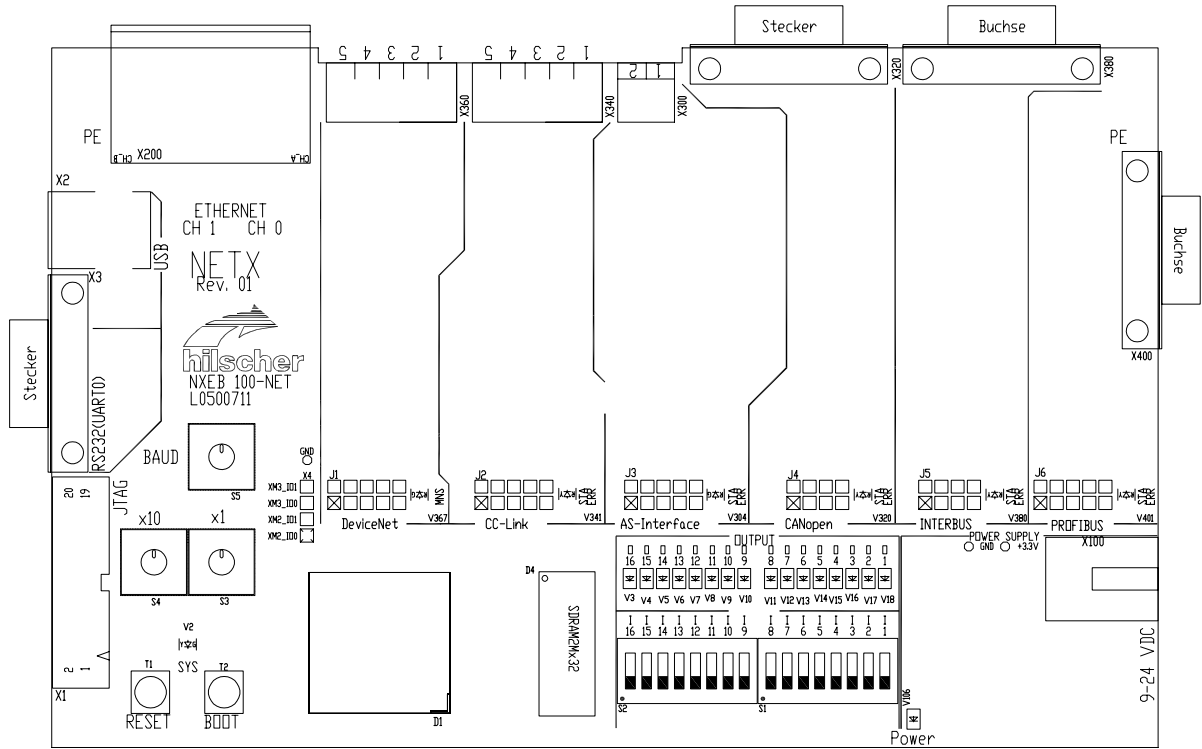 Stecker
Buchse
5 4 3 2 1
5 4 3 2 1
2 1
X360
X340
X300
X320
X380
PE
CH_B
X200
CH_A
PE
X2
ETHERNET
CH 1 CH 0
USB
NETX
Rev. 01
X3
hilscher
NXEB 100-NET
L0500711
Stecker
RS232(UART0)
Buchse
X400
BAUD
S5
GND
X4
XM3_IO1
XM3_IO0
XM2_IO1
XM2_IO0
J1
MNS
DeviceNet
V367
J2
STA
ERR
CC-Link
V341
J3
STA
ERR
AS-Interface
V304
J4
STA
ERR
CANopen
V320
J5
STA
ERR
INTERBUS
V380
J6
STA
ERR
PROFIBUS
V401
20 19
JTAG
2 1
X1
x10
x1
S4
S3
V2
SYS
T1
RESET
T2
BOOT
D1
D4
SDRAM2Mx32
OUTPUT
16 15 14 13 12 11 10 9 8 7 6 5 4 3 2 1
V3 V4 V5 V6 V7 V8 V9 V10 V11 V12 V13 V14 V15 V16 V17 V18
I I I I I I I I I I I I I I I I
16 15 14 13 12 11 10 9 8 7 6 5 4 3 2 1
S2
S1
POWER SUPPLY
GND +3.3V
X100
9-24 VDC
V106
Power